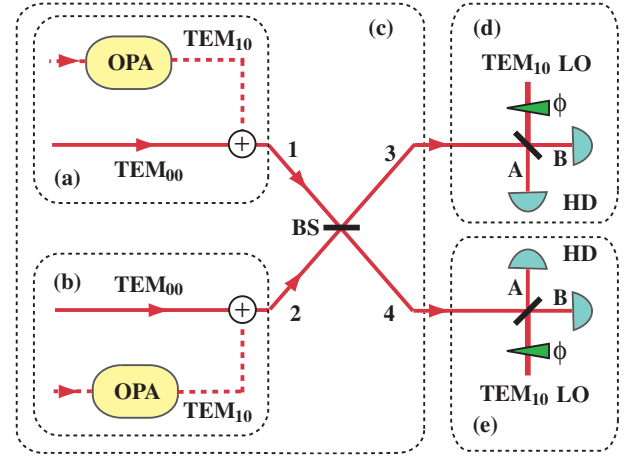 (c)
(d)
TEM10
OPA
TEM10 LO
ϕ
(a)
TEM00
+
1
3
A
B
HD
BS
(b)
TEM00
+
2
4
OPA
TEM10
HD
A
B
ϕ
TEM10 LO
(e)